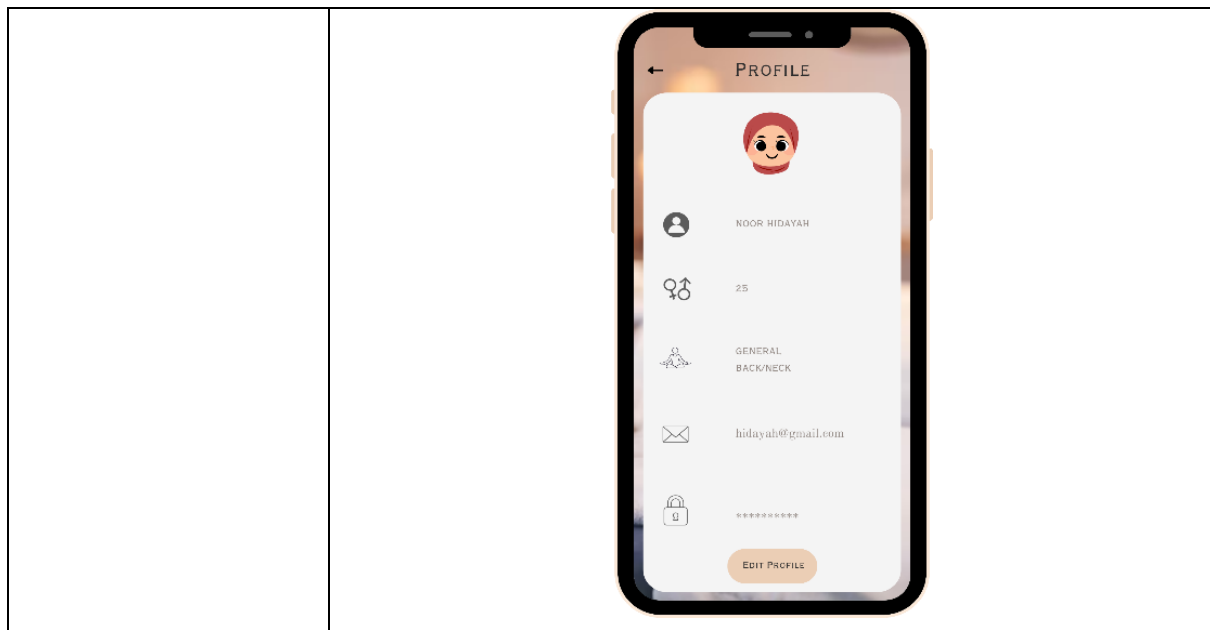 PROFILE
NOOR HIDAYAH
25
GENERAL
BACK/NECK
hidayah@gmail.com
**********
EDIT PROFILE